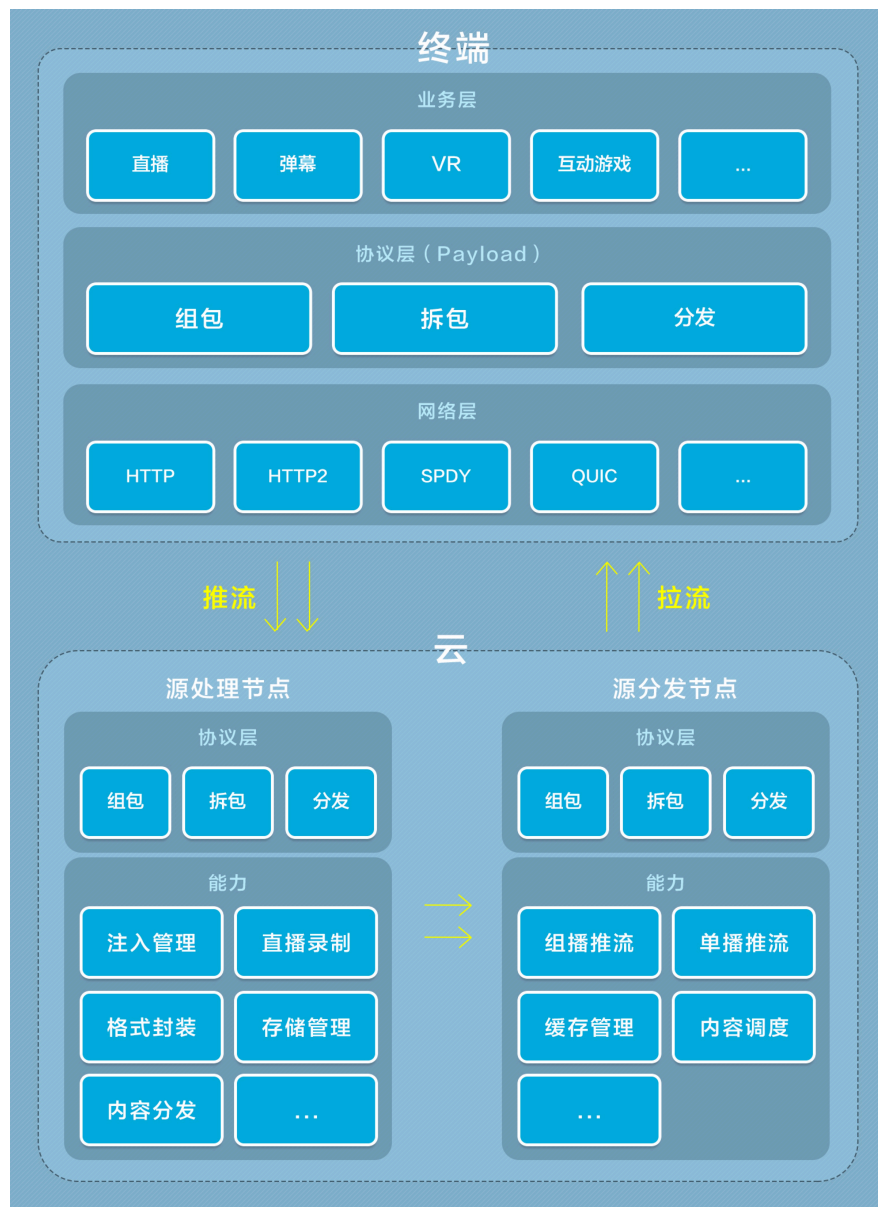 终端
业务层
直播 弹幕 VR 互动游戏 ...
协议层（Payload）
组包 拆包 分发
网络层
HTTP HTTP2 SPDY QUIC ...
推流 拉流
云
源处理节点 源分发节点
协议层 协议层
组包 拆包 分发 组包 拆包 分发
能力 能力
注入管理 直播录制 组播推流 单播推流
格式封装 存储管理 缓存管理 内容调度
内容分发 ... ...